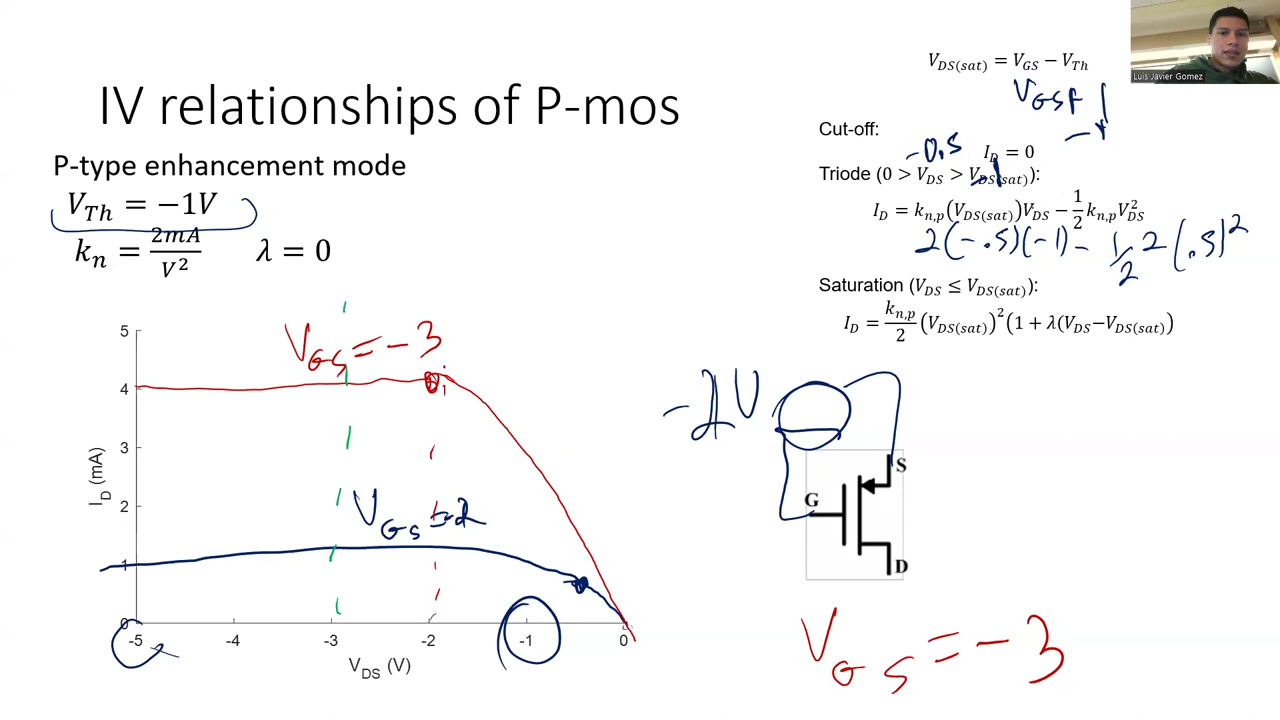 IV relationships of P-mos
P-type enhancement mode
V_Th = −1V
k_n = 2mA/V²  λ = 0
V_DS(sat) = V_GS − V_Th
V_GSF
Cut-off:
I_D = 0
-0.5
-1
Triode (0 > V_DS > V_DS(sat)):
I_D = k_n,p(V_DS(sat))V_DS − 1/2 k_n,p V_DS²
2(-.5)(-1) - 1/2 2(.5)²
Saturation (V_DS ≤ V_DS(sat)):
I_D = k_n,p/2 (V_DS(sat))²(1 + λ(V_DS−V_DS(sat))
Luis Javier Gomez
V_GS = -3
5
4
3
2
1
0
I_D (mA)
V_GS = -2
-5 -4 -3 -2 -1 0
V_DS (V)
-2V
S
G
D
V_GS = -3